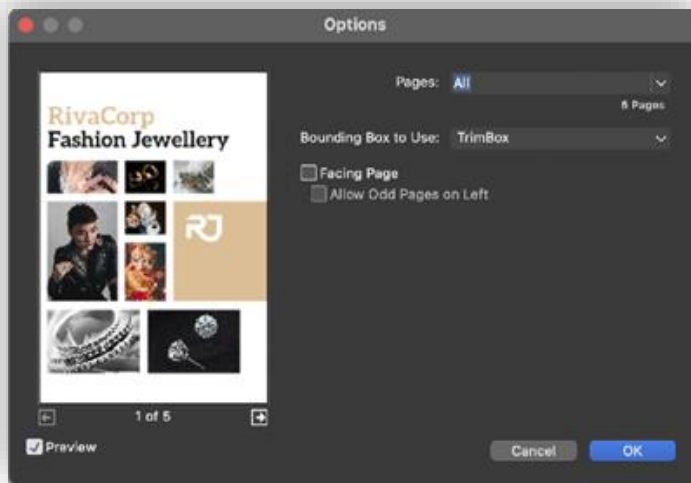 Options
RivaCorp
Fashion Jewellery
RJ
Pages: All
5 Pages
Bounding Box to Use: TrimBox
Facing Page
Allow Odd Pages on Left
1 of 5
Preview
Cancel OK